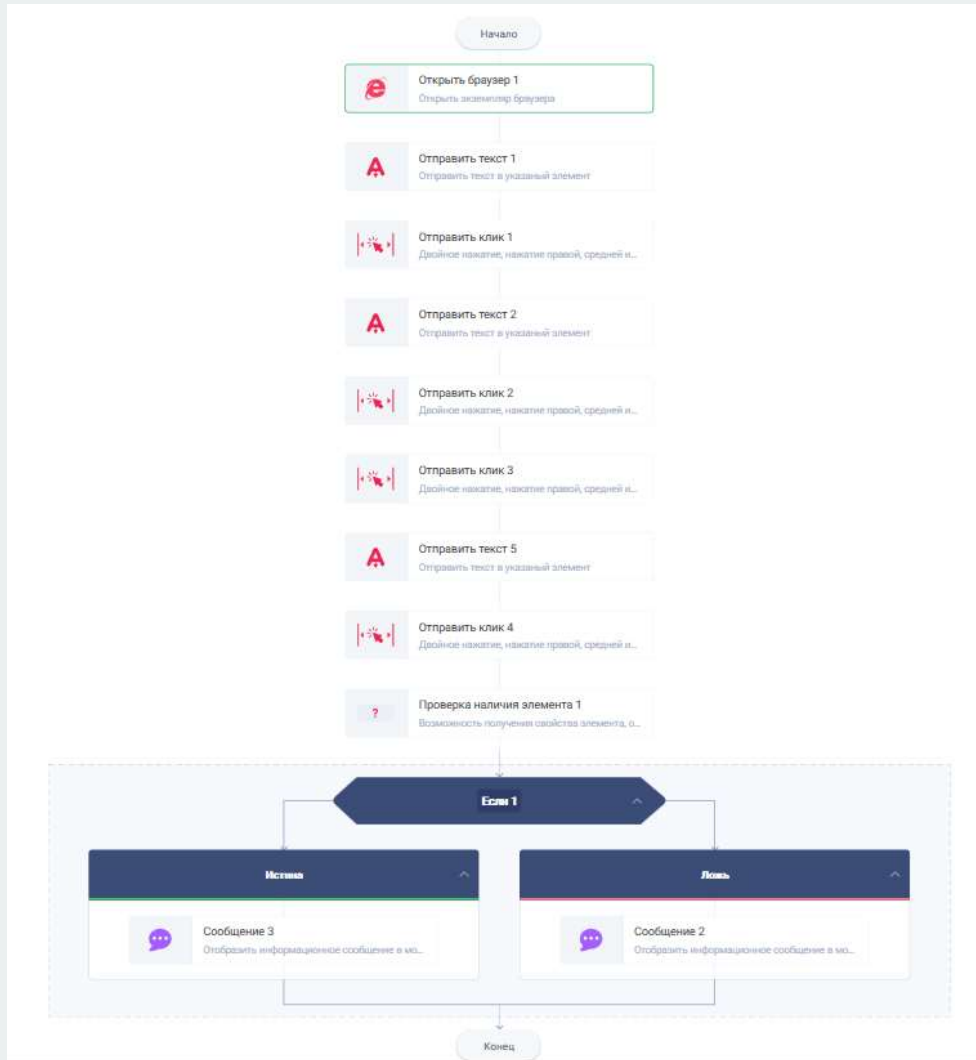 Начало
Открыть браузер 1
Открыть экземпляр браузера
Отправить текст 1
Отправить текст в указаный элемент
Отправить клик 1
Двойное нажатие, нажатие правой, средней и...
Отправить текст 2
Отправить текст в указаный элемент
Отправить клик 2
Двойное нажатие, нажатие правой, средней и...
Отправить клик 3
Двойное нажатие, нажатие правой, средней и...
Отправить текст 5
Отправить текст в указаный элемент
Отправить клик 4
Двойное нажатие, нажатие правой, средней и...
?
Проверка наличия элемента 1
Возможность получения свойства элемента, о...
Если 1
Истина
Ложь
Сообщение 3
Отобразить информационное сообщение в мо...
Сообщение 2
Отобразить информационное сообщение в мо...
Конец